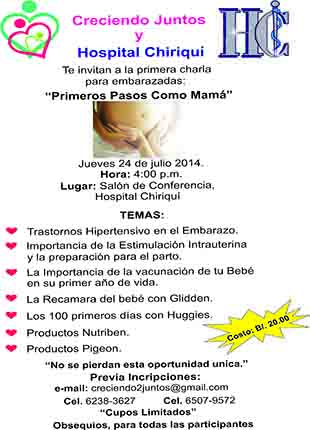 Creciendo Juntos
y
Hospital Chiriquí
HC
Te invitan a la primera charla
para embarazadas:
“Primeros Pasos Como Mamá”
Jueves 24 de julio 2014.
Hora: 4:00 p.m.
Lugar: Salón de Conferencia,
Hospital Chiriquí
TEMAS:
Trastornos Hipertensivo en el Embarazo.
Importancia de la Estimulación Intrauterina
y la preparación para el parto.
La Importancia de la vacunación de tu Bebé
en su primer año de vida.
La Recamara del bebé con Glidden.
Los 100 primeros días con Huggies.
Productos Nutriben.
Productos Pigeon.
Costo: B/. 20.00
“No se pierdan esta oportunidad unica.”
Previa Incripciones:
e-mail: creciendo2juntos@gmail.com
Cel. 6238-3627 Cel. 6507-9572
“Cupos Limitados”
Obsequios, para todas las participantes